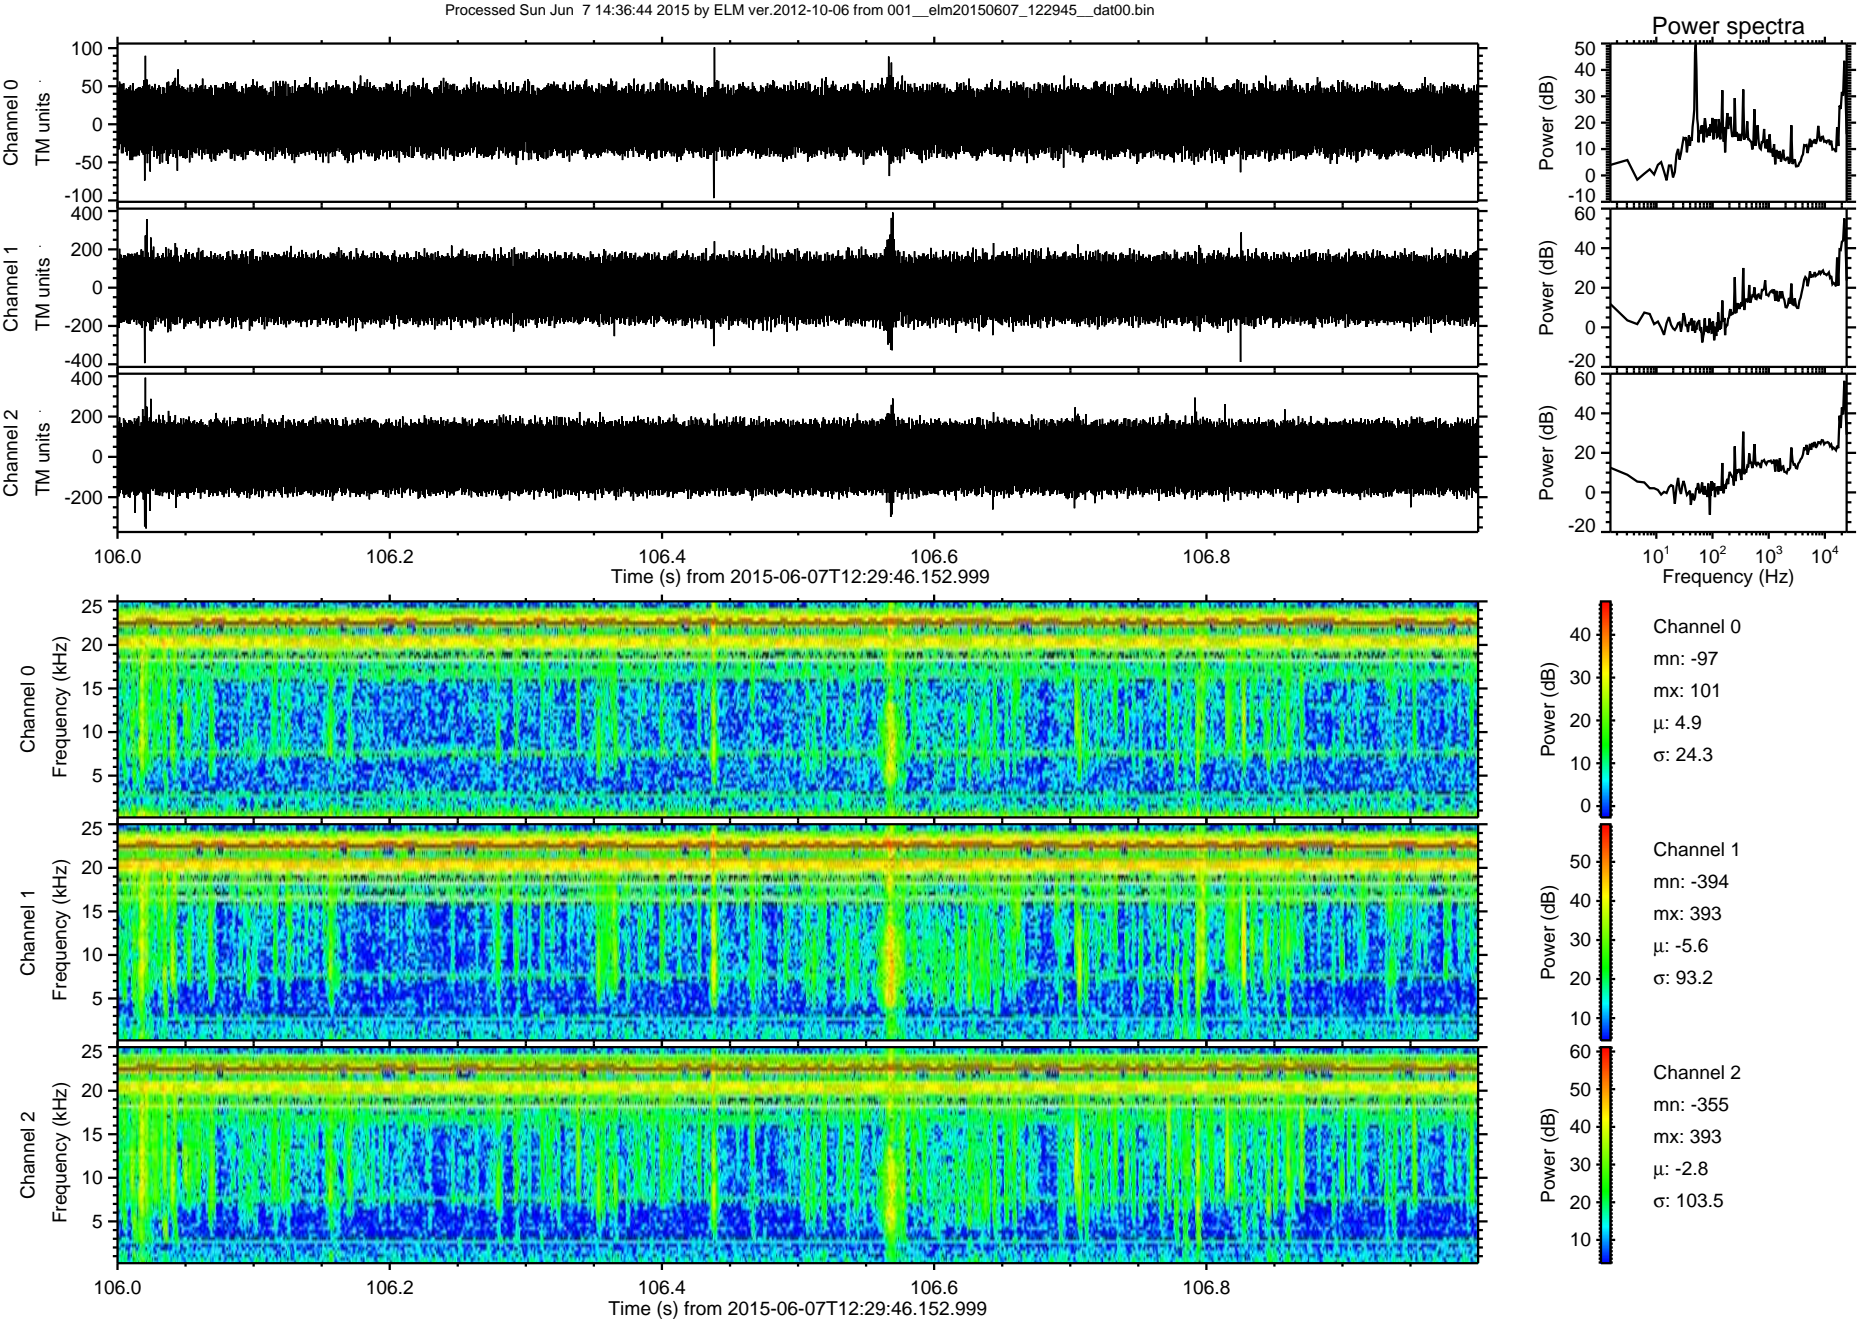 Processed Sun Jun  7 14:36:44 2015 by ELM ver.2012-10-06 from 001__elm20150607_122945__dat00.bin
Power spectra
Channel 0
TM units
100
50
0
-50
-100
Power (dB)
50
40
30
20
10
0
-10
Channel 1
TM units
400
200
0
-200
-400
Power (dB)
60
40
20
0
-20
Channel 2
TM units
400
200
0
-200
Power (dB)
60
40
20
0
-20
106.0 106.2 106.4 106.6 106.8
Time (s) from 2015-06-07T12:29:46.152.999
10¹ 10² 10³ 10⁴
Frequency (Hz)
Channel 0
Frequency (kHz)
25
20
15
10
5
Power (dB)
40
30
20
10
0
Channel 0
mn: -97
mx: 101
μ: 4.9
σ: 24.3
Channel 1
Frequency (kHz)
25
20
15
10
5
Power (dB)
50
40
30
20
10
Channel 1
mn: -394
mx: 393
μ: -5.6
σ: 93.2
Channel 2
Frequency (kHz)
25
20
15
10
5
Power (dB)
60
50
40
30
20
10
Channel 2
mn: -355
mx: 393
μ: -2.8
σ: 103.5
106.0 106.2 106.4 106.6 106.8
Time (s) from 2015-06-07T12:29:46.152.999